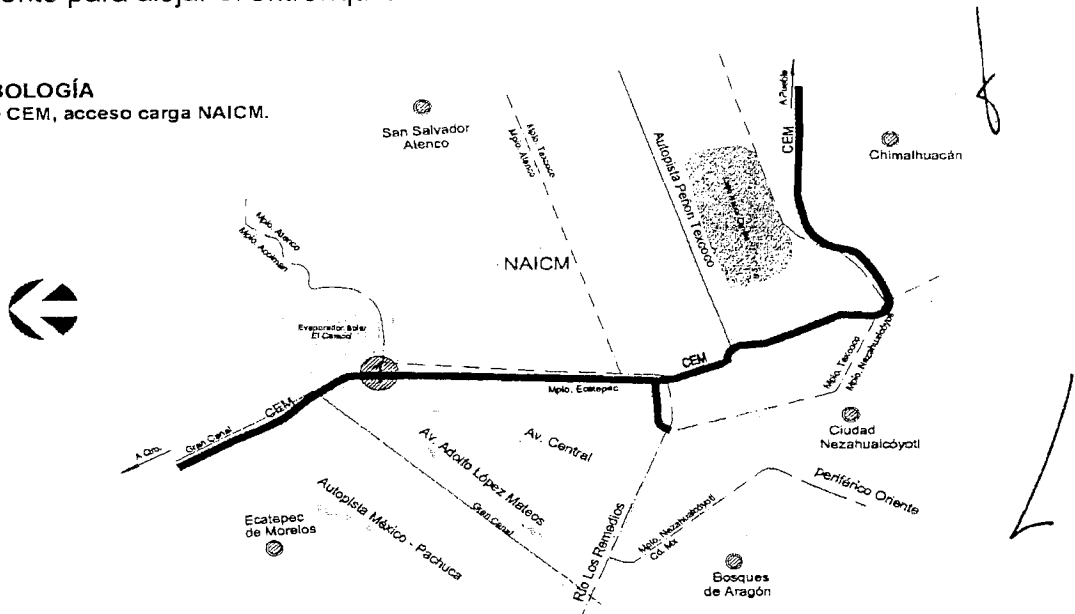 BOLOGÍA
CEM, acceso carga NAICM.
San Salvador
Atenco
Mpio. Texcoco
Mpio. Atenco
Autopista Peñon Texcoco
CEM
A Puebla
Chimalhuacán
Mpio. Atenco
Mpio. Acolman
NAICM
Evaporador Solar
El Caracol
1
CEM
Mpio. Ecatepec
Mpio. Texcoco
Mpio. Nezahualcóyotl
CEM
Gran Canal
A Qro.
Av. Central
Av. Adolfo López Mateos
Gran Canal
Autopista México - Pachuca
Ecatepec
de Morelos
Ciudad
Nezahualcóyotl
periférico Oriente
Mpio. Nezahualcóyotl
Cd. Mx
Río Los Remedios
Bosques
de Aragón